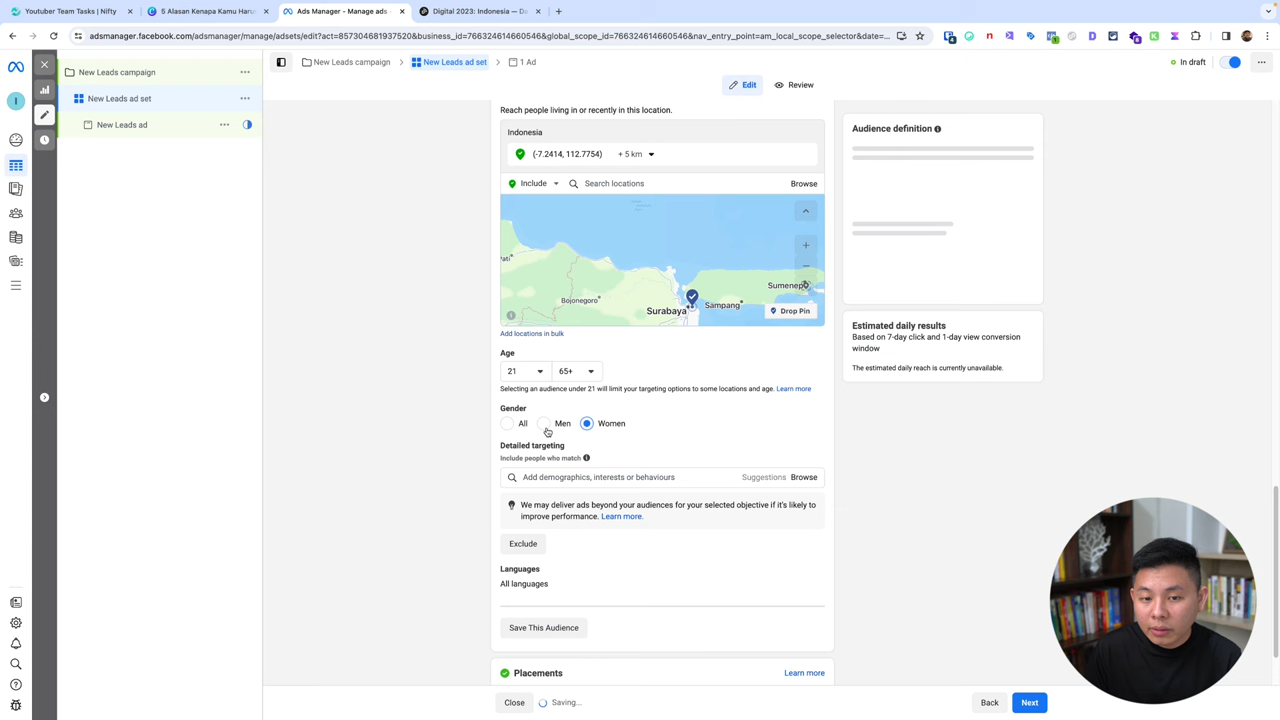 Youtuber Team Tasks | Nifty
5 Alasan Kenapa Kamu Haru
Ads Manager - Manage ads -
Digital 2023: Indonesia — Da
adsmanager.facebook.com/adsmanager/manage/adsets/edit?act=857304681937520&business_id=766324614660546&global_scope_id=766324614660546&nav_entry_point=am_local_scope_selector&date=...
New Leads campaign
New Leads ad set
1 Ad
In draft
New Leads campaign
New Leads ad set
New Leads ad
Edit
Review
Reach people living in or recently in this location.
Indonesia
(-7.2414, 112.7754)
+ 5 km
Include
Search locations
Browse
Pati
Bojonegoro
Surabaya
Sampang
Sumenep
Drop Pin
Add locations in bulk
Age
21
65+
Selecting an audience under 21 will limit your targeting options to some locations and age. Learn more
Gender
All
Men
Women
Detailed targeting
Include people who match
Add demographics, interests or behaviours
Suggestions
Browse
We may deliver ads beyond your audiences for your selected objective if it's likely to
improve performance. Learn more.
Exclude
Languages
All languages
Save This Audience
Placements
Learn more
Close
Saving...
Back
Next
Audience definition
Estimated daily results
Based on 7-day click and 1-day view conversion
window
The estimated daily reach is currently unavailable.